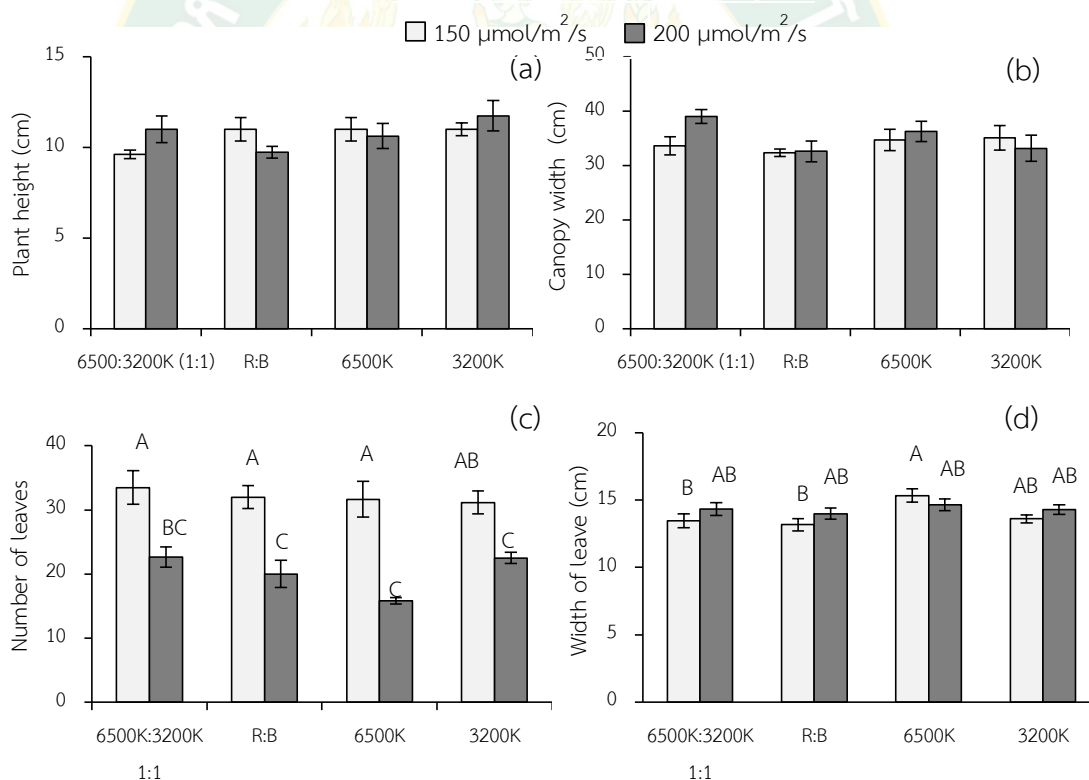 150 µmol/m²/s 200 µmol/m²/s
(a)
Plant height (cm)
15
10
5
0
6500:3200K (1:1) R:B 6500K 3200K
(b)
Canopy width (cm)
50
40
30
20
10
0
6500:3200K (1:1) R:B 6500K 3200K
(c)
Number of leaves
40
30
20
10
0
A BC A C A C AB C
6500K:3200K R:B 6500K 3200K
1:1
(d)
Width of leave (cm)
20
15
10
5
0
B AB B AB A AB AB AB
6500K:3200K R:B 6500K 3200K
1:1